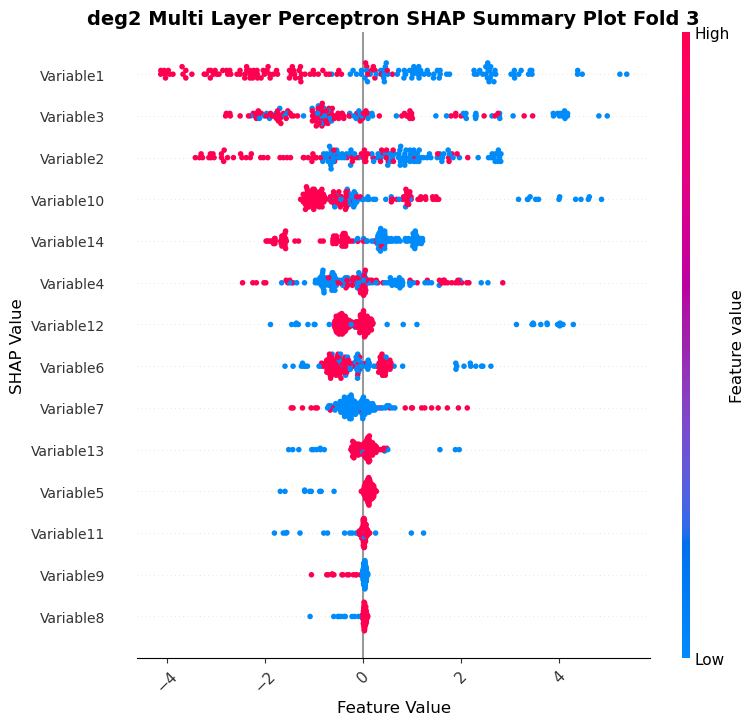 deg2 Multi Layer Perceptron SHAP Summary Plot Fold 3
High
Variable1
Variable3
Variable2
Variable10
Variable14
Variable4
Variable12
Variable6
Variable7
Variable13
Variable5
Variable11
Variable9
Variable8
SHAP Value
Feature value
Low
−4
−2
0
2
4
Feature Value